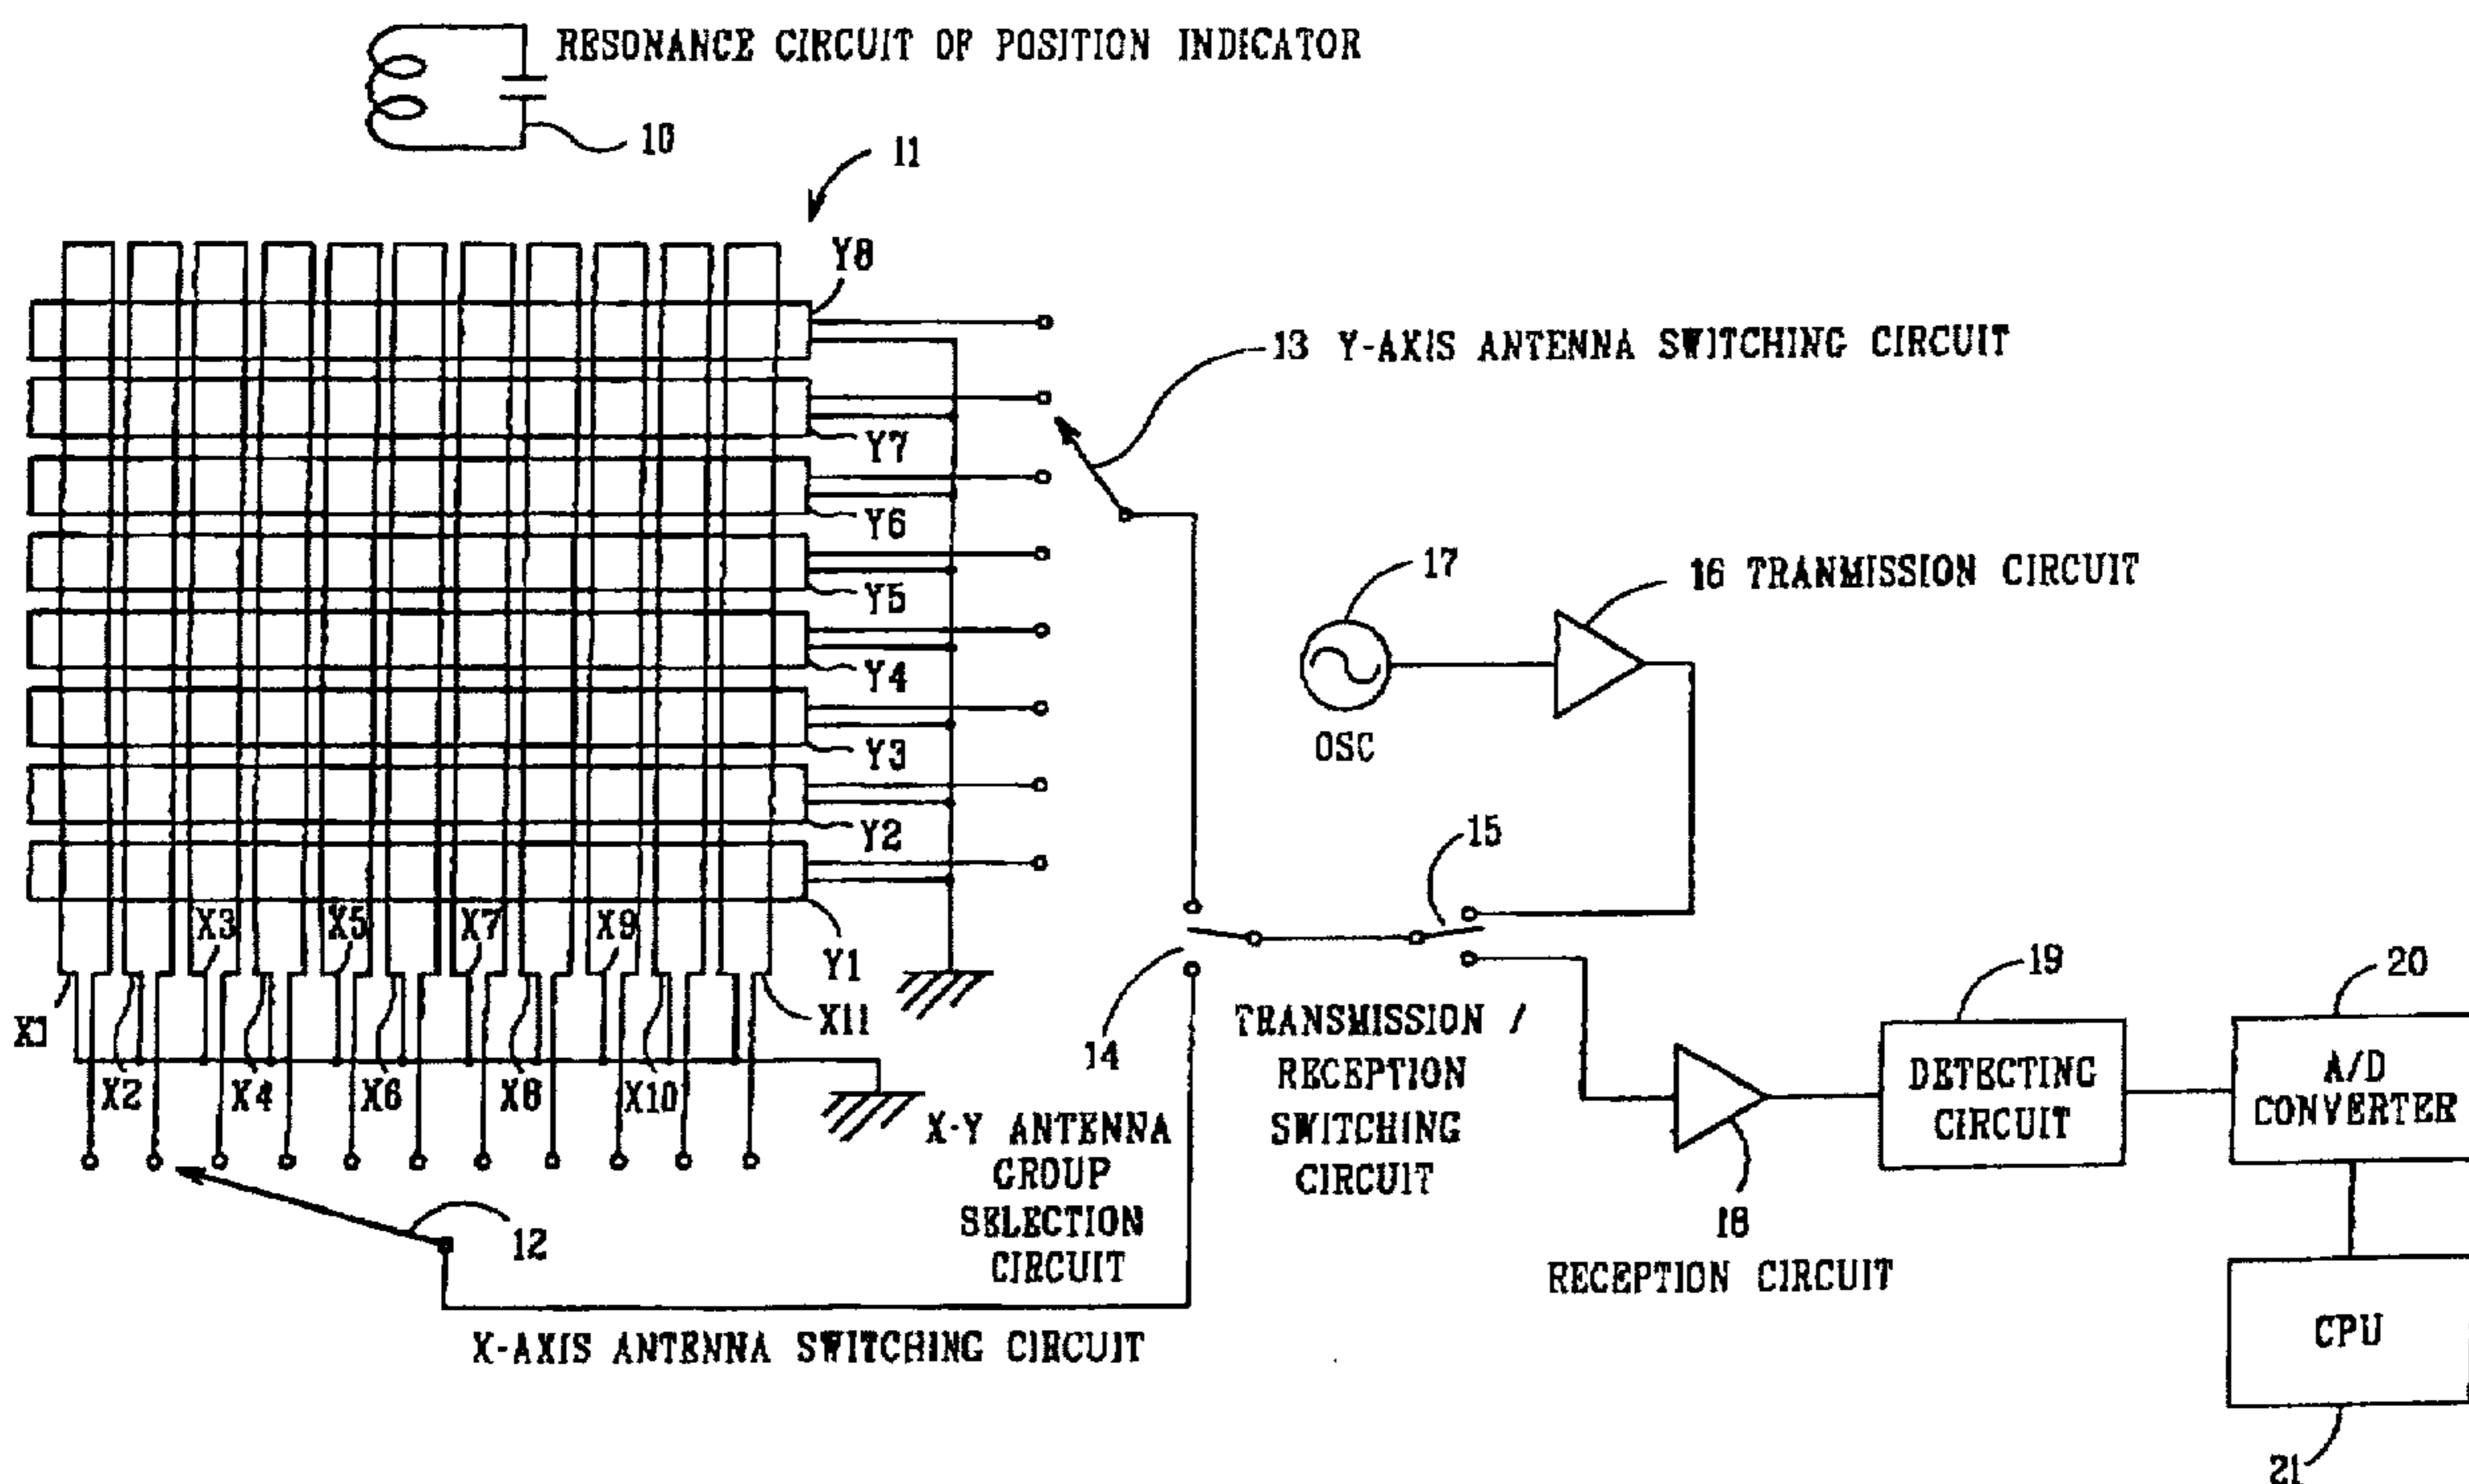 RESONANCE CIRCUIT OF POSITION INDICATOR
10
11
Y8
13 Y-AXIS ANTENNA SWITCHING CIRCUIT
Y7
Y6
Y5
Y4
Y3
Y2
Y1
17
OSC
16 TRANMISSION CIRCUIT
15
14
X3
X5
X7
X9
X1
X11
X2
X4
X6
X8
X10
12
X-Y ANTENNA
GROUP
SELECTION
CIRCUIT
TRANSMISSION /
RECEPTION
SWITCHING
CIRCUIT
18
RECEPTION CIRCUIT
19
DETECTING
CIRCUIT
20
A/D
CONVERTER
CPU
21
X-AXIS ANTENNA SWITCHING CIRCUIT